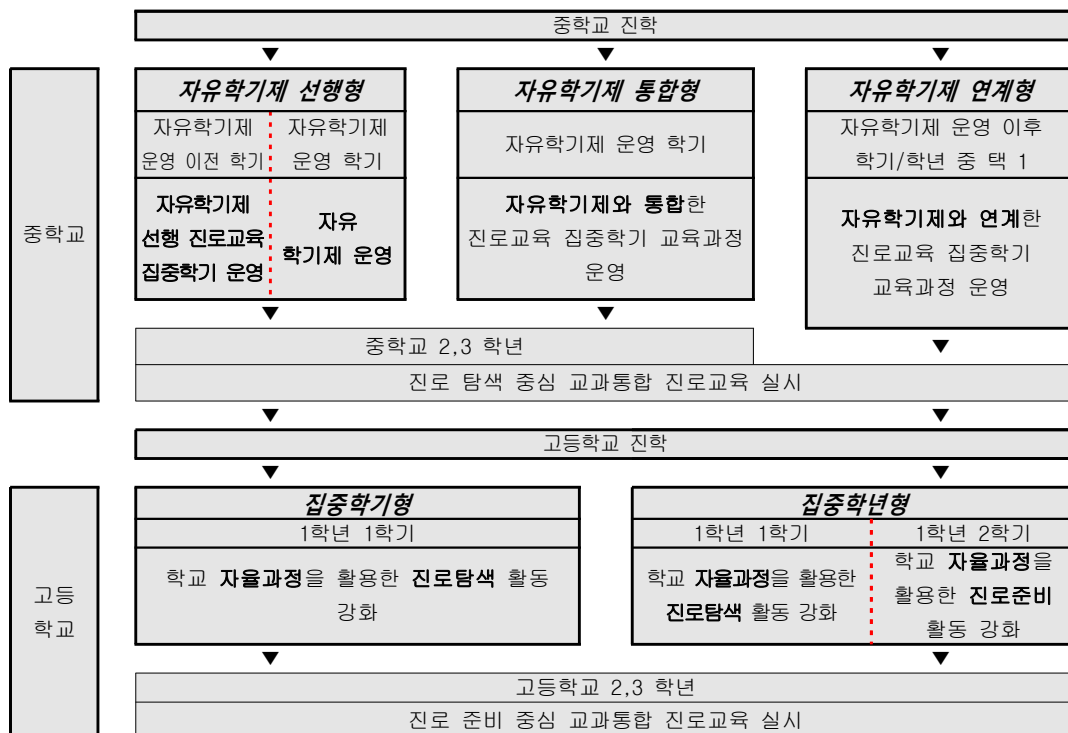 중학교 진학
▼ ▼ ▼
중학교
자유학기제 선행형
자유학기제
운영 이전 학기
자유학기제
운영 학기
자유학기제
선행 진로교육
집중학기 운영
자유
학기제 운영
자유학기제 통합형
자유학기제 운영 학기
자유학기제와 통합한
진로교육 집중학기 교육과정
운영
자유학기제 연계형
자유학기제 운영 이후
학기/학년 중 택 1
자유학기제와 연계한
진로교육 집중학기
교육과정 운영
▼ ▼
중학교 2,3 학년
▼
진로 탐색 중심 교과통합 진로교육 실시
▼ ▼
고등학교 진학
▼ ▼
고등
학교
집중학기형
1학년 1학기
학교 자율과정을 활용한 진로탐색 활동
강화
집중학년형
1학년 1학기
학교 자율과정을 활용한
진로탐색 활동 강화
1학년 2학기
학교 자율과정을
활용한 진로준비
활동 강화
▼ ▼
고등학교 2,3 학년
진로 준비 중심 교과통합 진로교육 실시